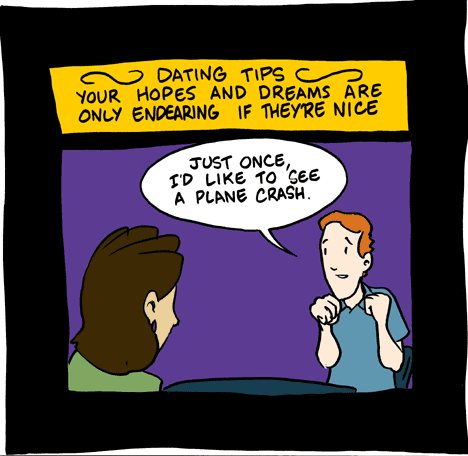 DATING TIPS
YOUR HOPES AND DREAMS ARE
ONLY ENDEARING IF THEY'RE NICE
JUST ONCE,
I'D LIKE TO SEE
A PLANE CRASH.